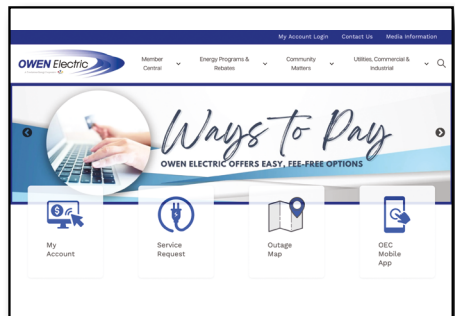 My Account Login Contact Us Media Information
OWEN Electric
Member Central
Energy Programs & Rebates
Community Matters
Utilities, Commercial & Industrial
Ways to Pay
OWEN ELECTRIC OFFERS EASY, FEE-FREE OPTIONS
My
Account
Service
Request
Outage
Map
OEC
Mobile
App